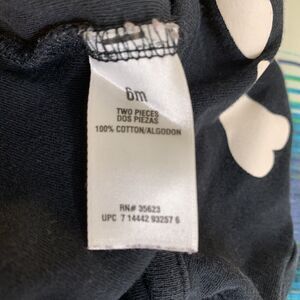 6m
TWO PIECES
DOS PIEZAS
100% COTTON/ALGODON
RN# 35623
UPC 7 14442 93257 6